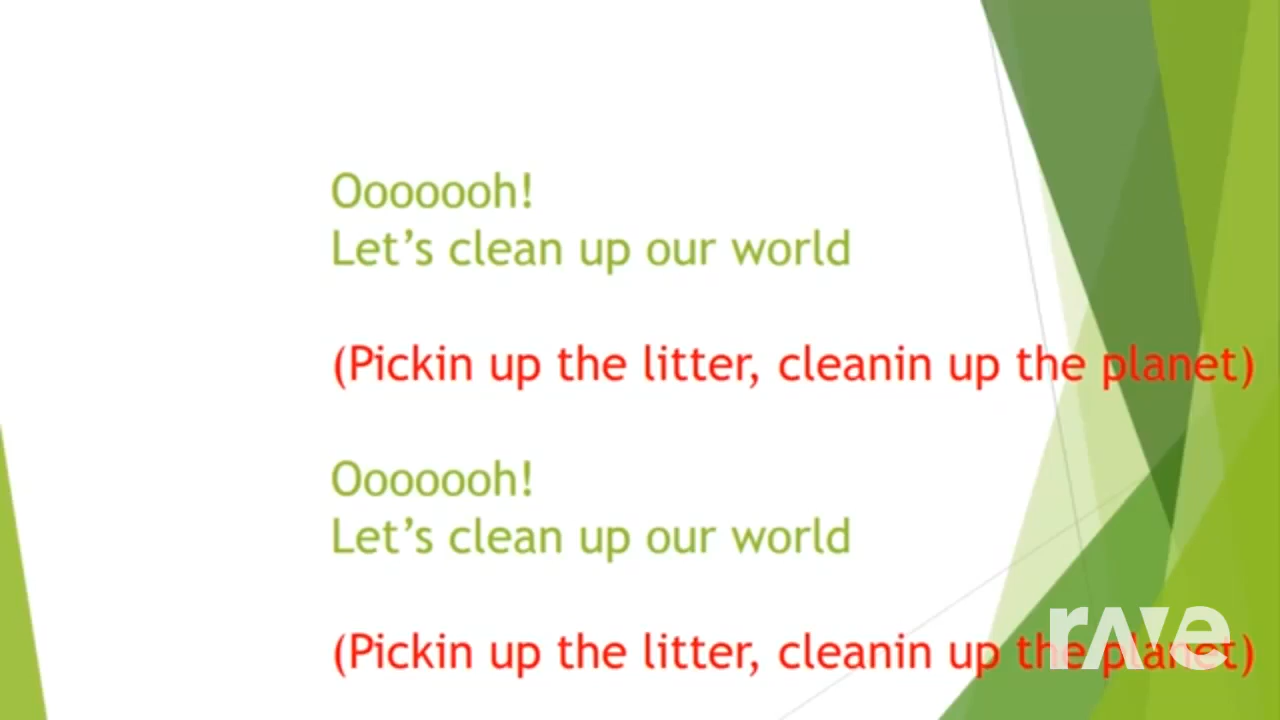 Ooooooh!
Let’s clean up our world
(Pickin up the litter, cleanin up the planet)
Ooooooh!
Let’s clean up our world
(Pickin up the litter, cleanin up the planet)
rave